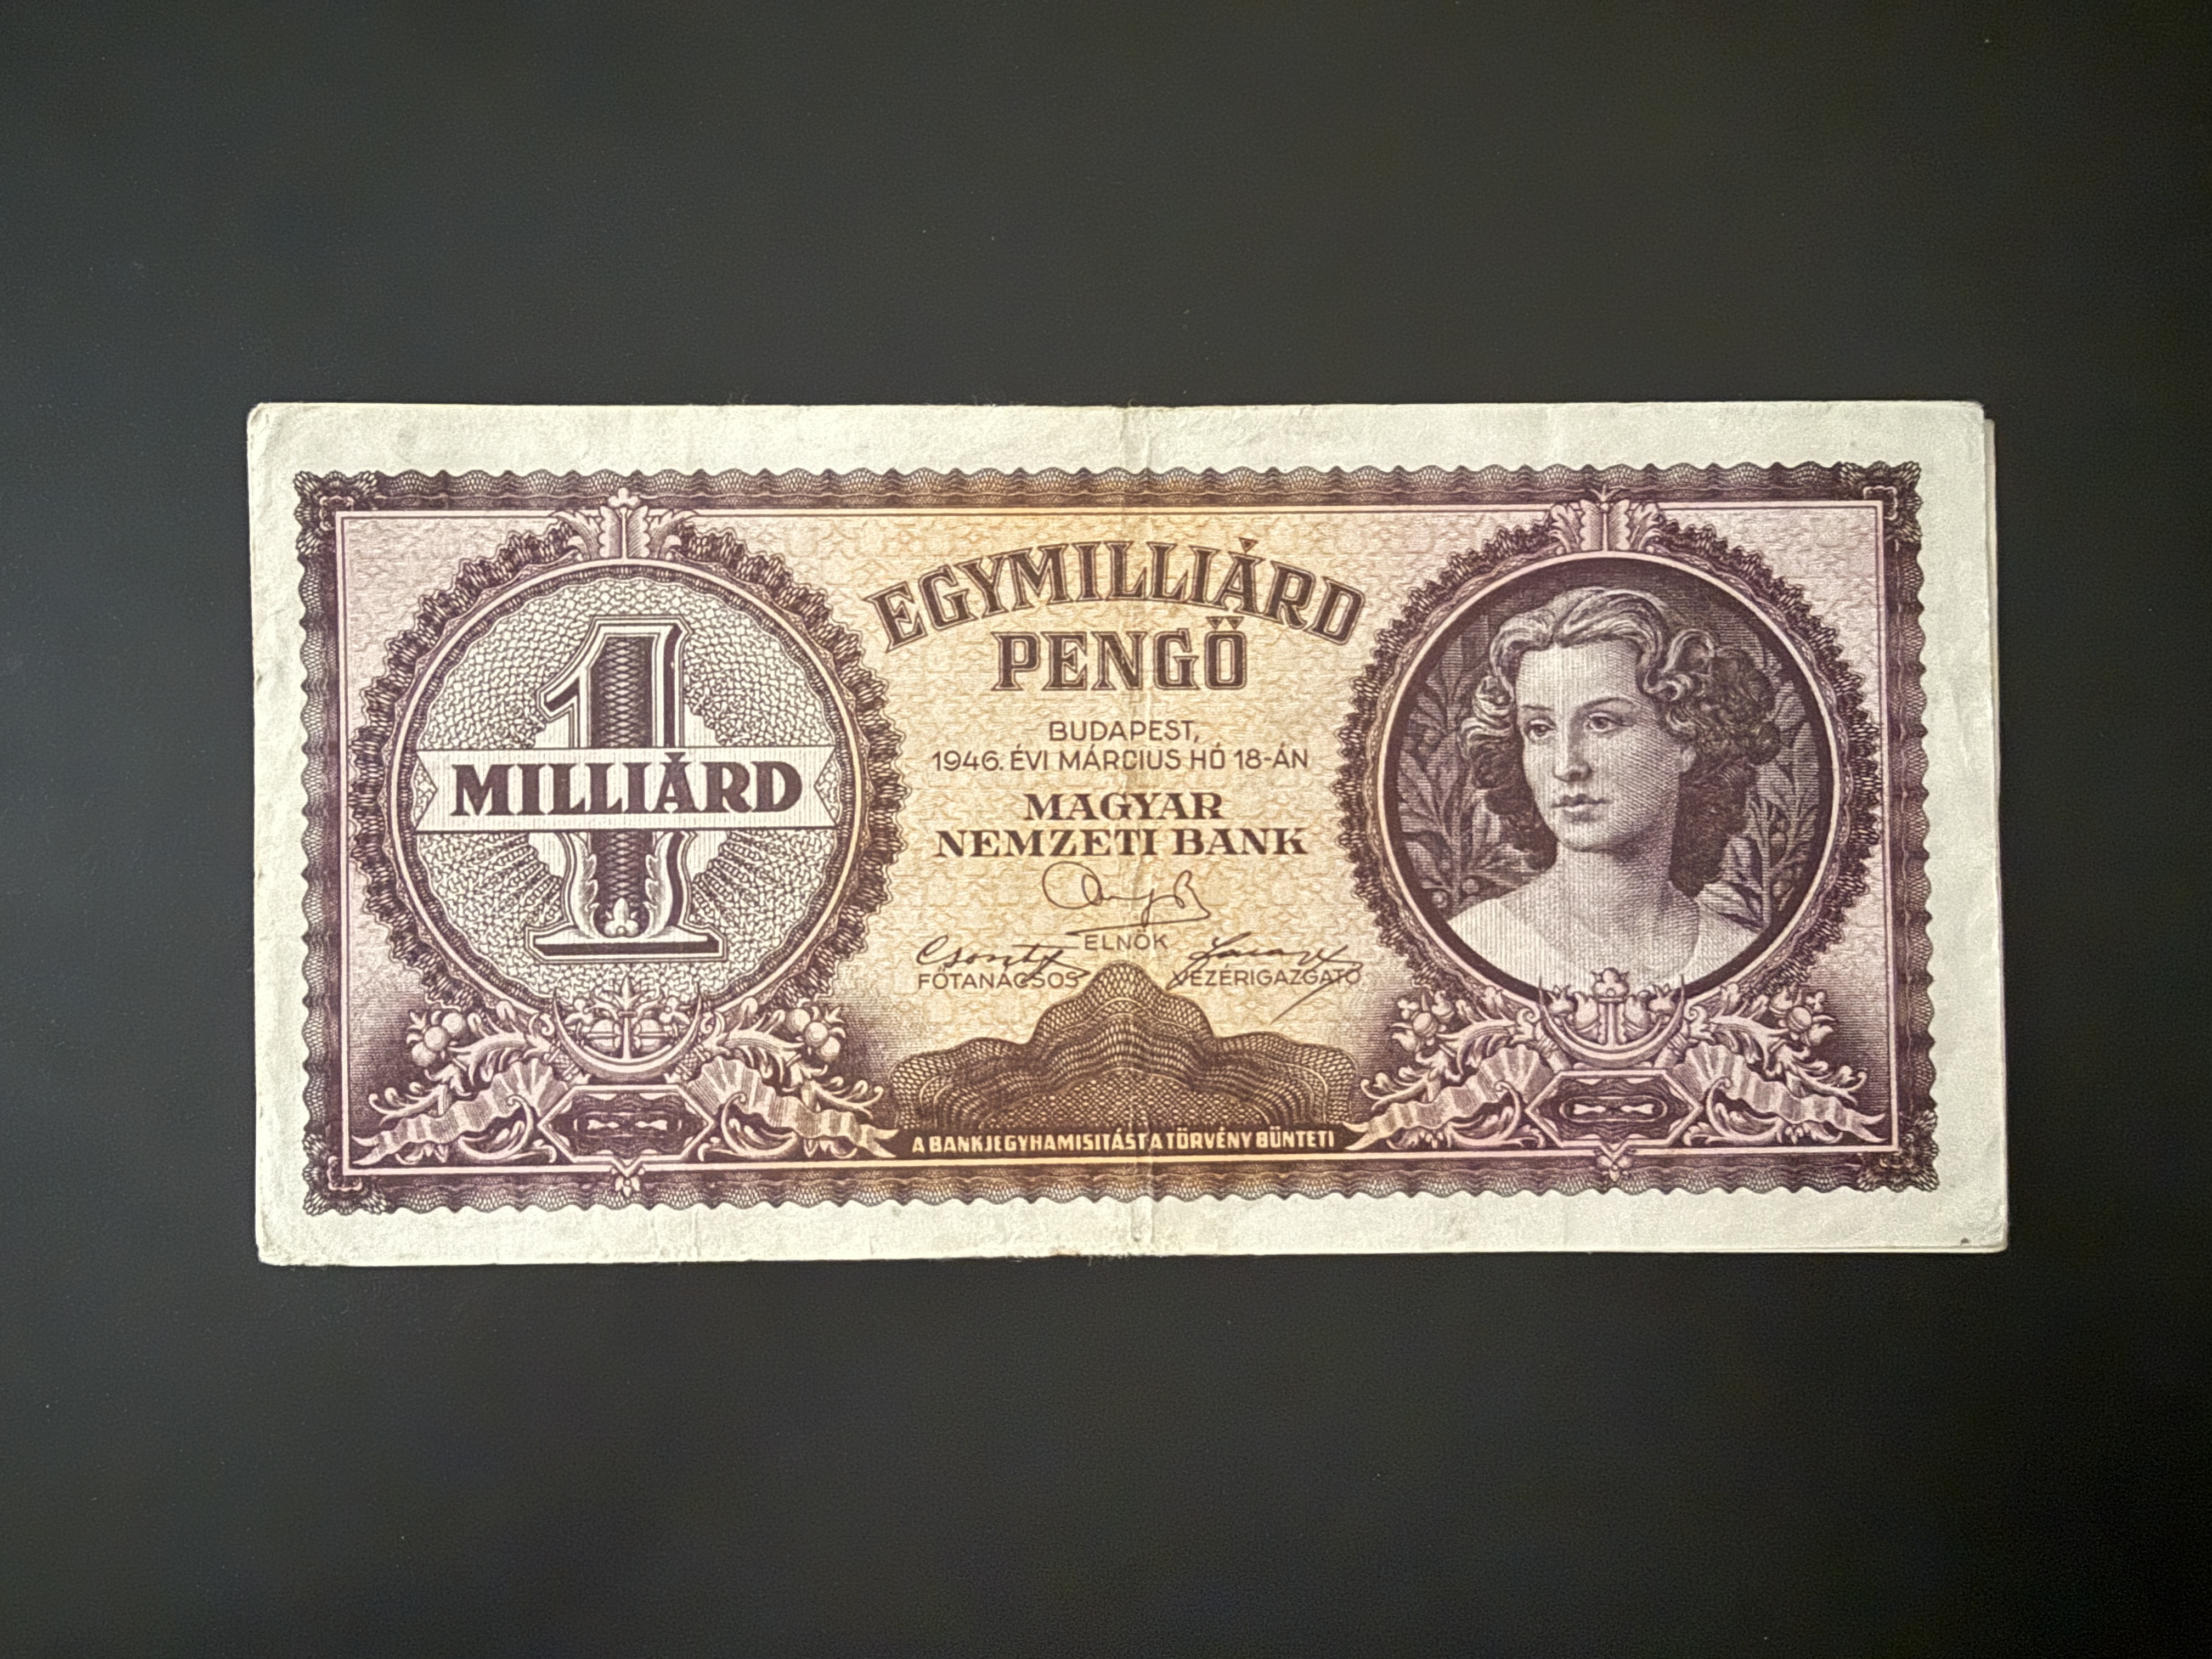 1
MILLIÁRD
EGYMILLIÁRD
PENGŐ
BUDAPEST,
1946. ÉVI MÁRCIUS HÓ 18-ÁN
MAGYAR
NEMZETI BANK
ELNÖK
FŐTANÁCSOS
VEZÉRIGAZGATÓ
A BANKJEGYHAMISITÁST A TÖRVÉNY BÜNTETI